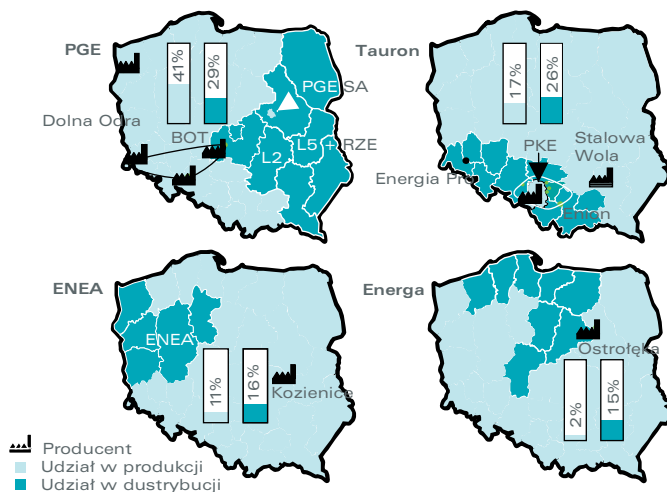 PGE
41%
29%
PGE SA
Dolna Odra
BOT
L2
L5 + RZE
Tauron
17%
26%
PKE
Stalowa
Wola
Energia Pro
Enion
ENEA
ENEA
11%
16%
Kozienice
Energa
Ostrołęka
2%
15%
Producent
Udział w produkcji
Udział w dustrybucji